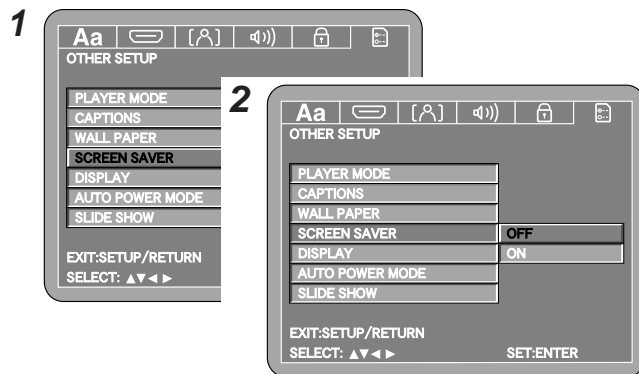 1
Aa
OTHER SETUP
PLAYER MODE
CAPTIONS
WALL PAPER
SCREEN SAVER
DISPLAY
AUTO POWER MODE
SLIDE SHOW
EXIT:SETUP/RETURN
SELECT: ▲▼◄ ►
2
Aa
OTHER SETUP
PLAYER MODE
CAPTIONS
WALL PAPER
SCREEN SAVER OFF
DISPLAY ON
AUTO POWER MODE
SLIDE SHOW
EXIT:SETUP/RETURN
SELECT: ▲▼◄ ► SET:ENTER